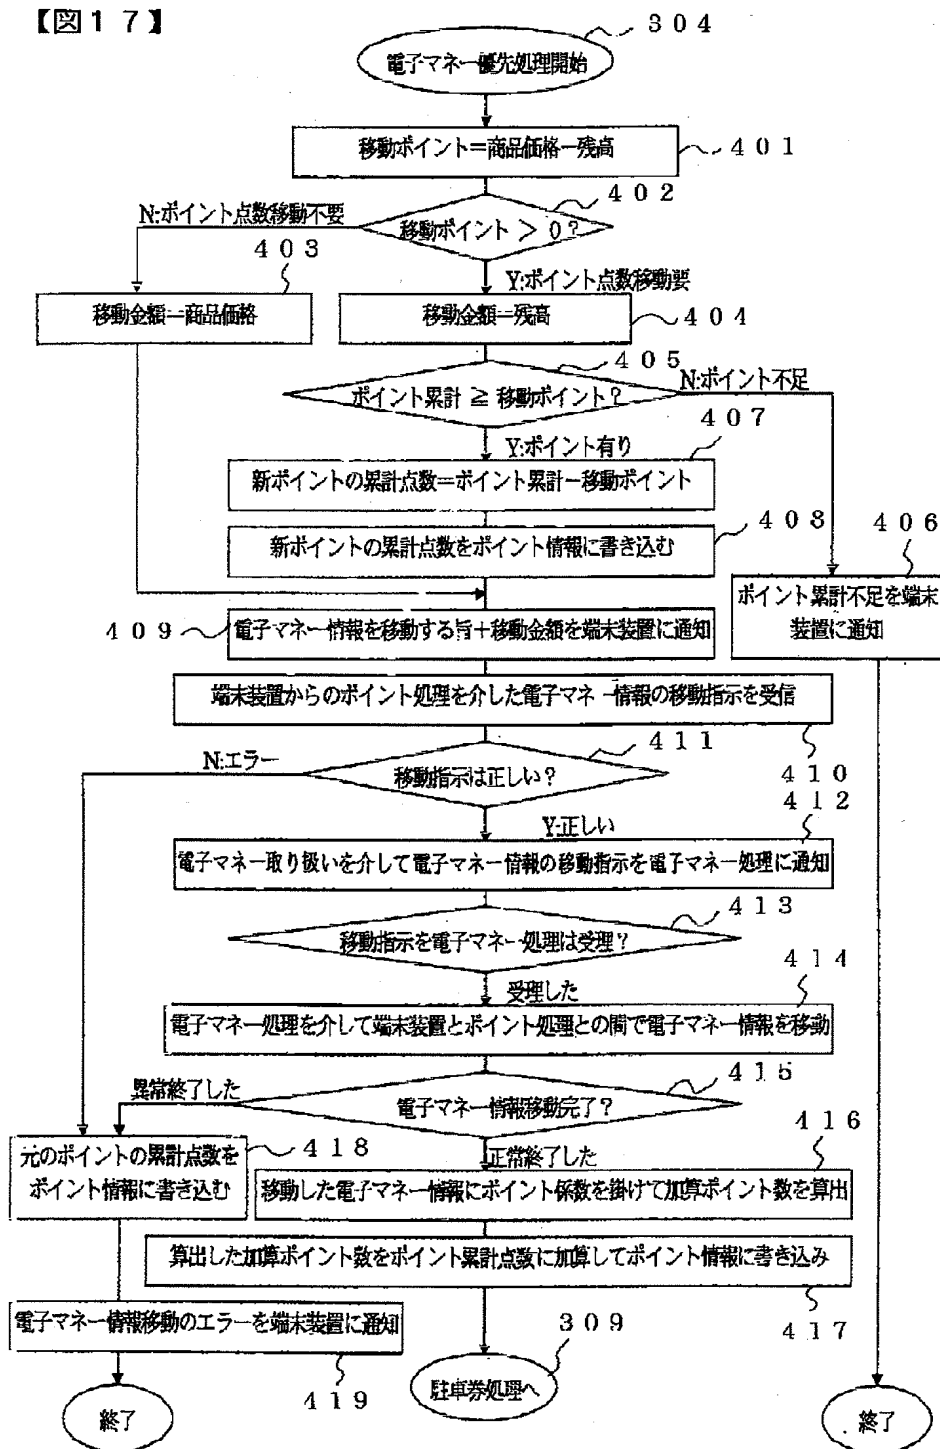 【図１７】
３０４
電子マネー優先処理開始
移動ポイント＝商品価格－残高
４０１
４０２
N:ポイント点数移動不要
移動ポイント ＞ ０？
４０３
Y:ポイント点数移動要
移動金額＝商品価格
移動金額＝残高
４０４
４０５
N:ポイント不足
ポイント累計 ≧ 移動ポイント？
４０７
Y:ポイント有り
新ポイントの累計点数＝ポイント累計－移動ポイント
４０８
４０６
新ポイントの累計点数をポイント情報に書き込む
ポイント累計不足を端末
装置に通知
４０９
電子マネー情報を移動する旨＋移動金額を端末装置に通知
端末装置からのポイント処理を介した電子マネー情報の移動指示を受信
４１１
N:エラー
移動指示は正しい？
４１０
４１２
Y:正しい
電子マネー取り扱いを介して電子マネー情報の移動指示を電子マネー処理に通知
４１３
移動指示を電子マネー処理は受理？
４１４
受理した
電子マネー処理を介して端末装置とポイント処理との間で電子マネー情報を移動
４１５
異常終了した
電子マネー情報移動完了？
４１６
４１８
正常終了した
元のポイントの累計点数を
ポイント情報に書き込む
移動した電子マネー情報にポイント係数を掛けて加算ポイント数を算出
算出した加算ポイント数をポイント累計点数に加算してポイント情報に書き込み
電子マネー情報移動のエラーを端末装置に通知
３０９
４１７
４１９
駐車券処理へ
終了
終了